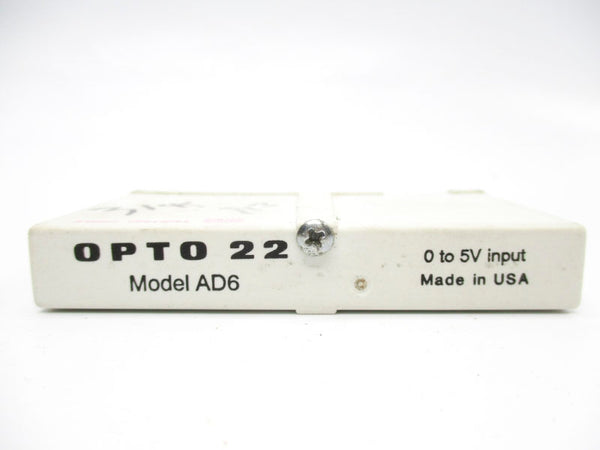 OPTO 22
Model AD6
0 to 5V input
Made in USA